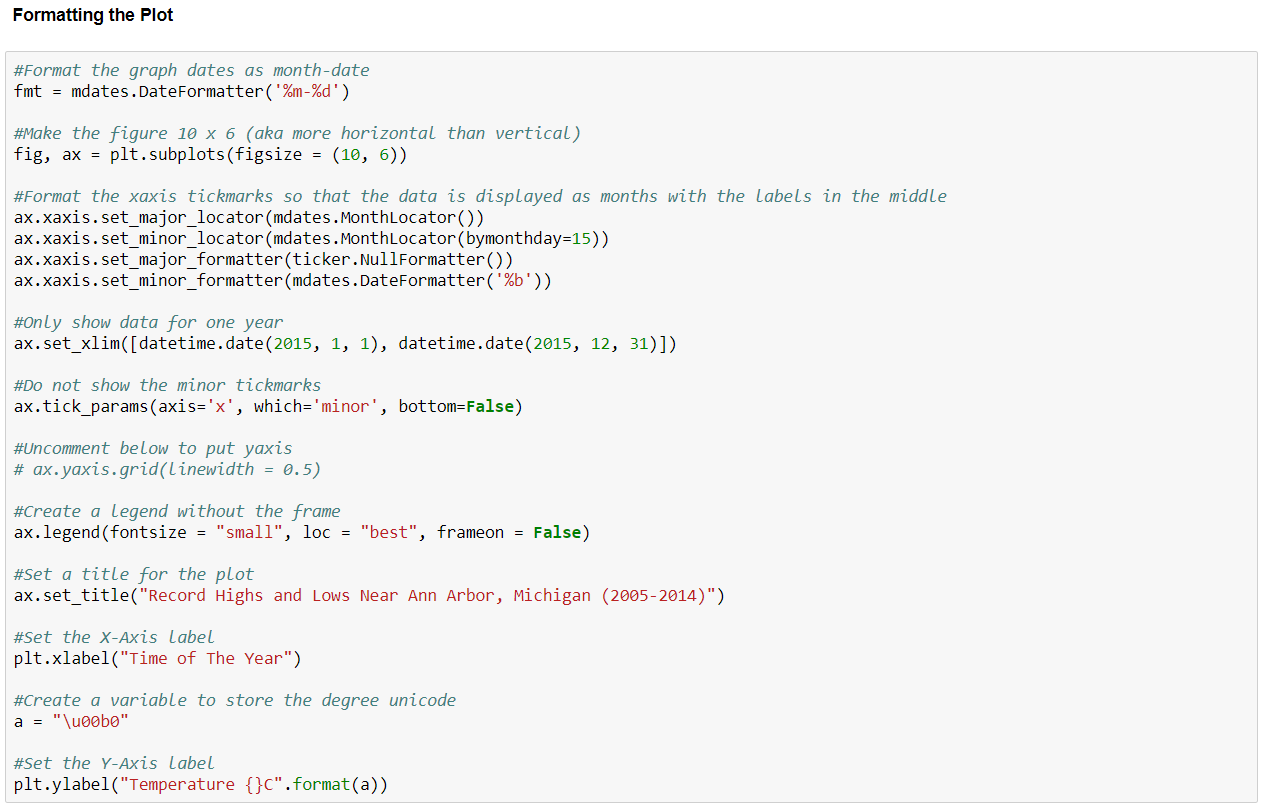 Formatting the Plot
#Format the graph dates as month-date
fmt = mdates.DateFormatter('%m-%d')
#Make the figure 10 x 6 (aka more horizontal than vertical)
fig, ax = plt.subplots(figsize = (10, 6))
#Format the xaxis tickmarks so that the data is displayed as months with the labels in the middle
ax.xaxis.set_major_locator(mdates.MonthLocator())
ax.xaxis.set_minor_locator(mdates.MonthLocator(bymonthday=15))
ax.xaxis.set_major_formatter(ticker.NullFormatter())
ax.xaxis.set_minor_formatter(mdates.DateFormatter('%b'))
#Only show data for one year
ax.set_xlim([datetime.date(2015, 1, 1), datetime.date(2015, 12, 31)])
#Do not show the minor tickmarks
ax.tick_params(axis='x', which='minor', bottom=False)
#Uncomment below to put yaxis
# ax.yaxis.grid(linewidth = 0.5)
#Create a legend without the frame
ax.legend(fontsize = "small", loc = "best", frameon = False)
#Set a title for the plot
ax.set_title("Record Highs and Lows Near Ann Arbor, Michigan (2005-2014)")
#Set the X-Axis label
plt.xlabel("Time of The Year")
#Create a variable to store the degree unicode
a = "\u00b0"
#Set the Y-Axis label
plt.ylabel("Temperature {}C".format(a))